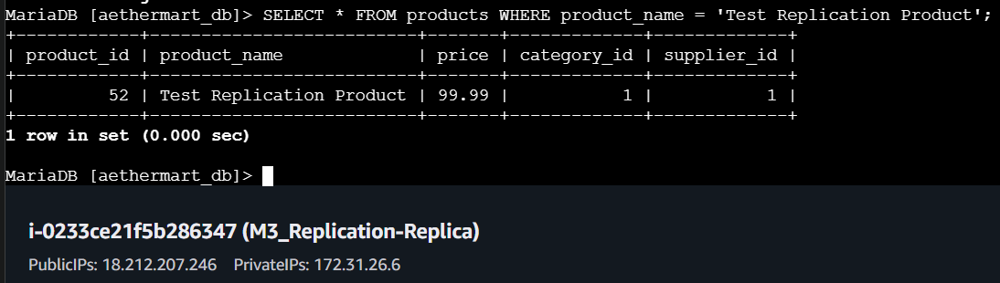 MariaDB [aethermart_db]> SELECT * FROM products WHERE product_name = 'Test Replication Product';
+------------+--------------------------+-------+-------------+-------------+
| product_id | product_name             | price | category_id | supplier_id |
+------------+--------------------------+-------+-------------+-------------+
|         52 | Test Replication Product | 99.99 |           1 |           1 |
+------------+--------------------------+-------+-------------+-------------+
1 row in set (0.000 sec)
MariaDB [aethermart_db]>
i-0233ce21f5b286347 (M3_Replication-Replica)
PublicIPs: 18.212.207.246 PrivateIPs: 172.31.26.6